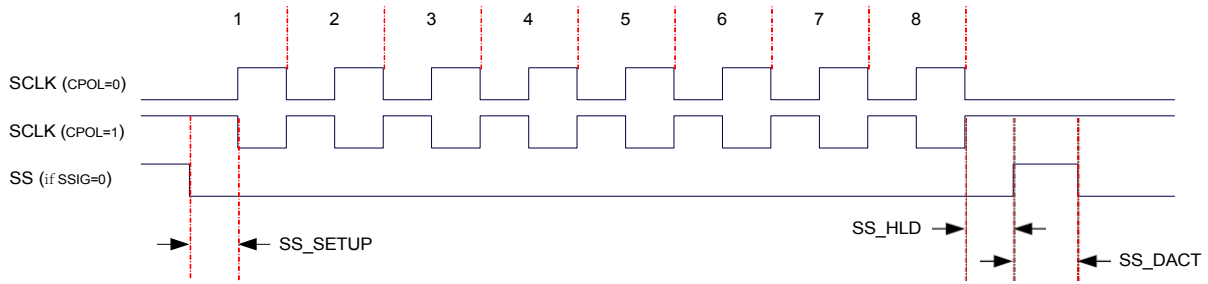 1 2 3 4 5 6 7 8
SCLK (CPOL=0)
SCLK (CPOL=1)
SS (if SSIG=0)
SS_HLD
SS_SETUP
SS_DACT